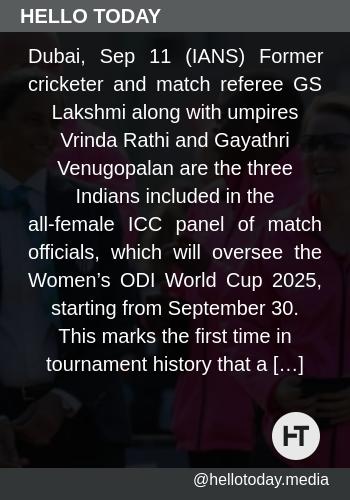 HELLO TODAY
Dubai, Sep 11 (IANS) Former
cricketer and match referee GS
Lakshmi along with umpires
Vrinda Rathi and Gayathri
Venugopalan are the three
Indians included in the
all-female ICC panel of match
officials, which will oversee the
Women’s ODI World Cup 2025,
starting from September 30.
This marks the first time in
tournament history that a […]
HT
@hellotoday.media